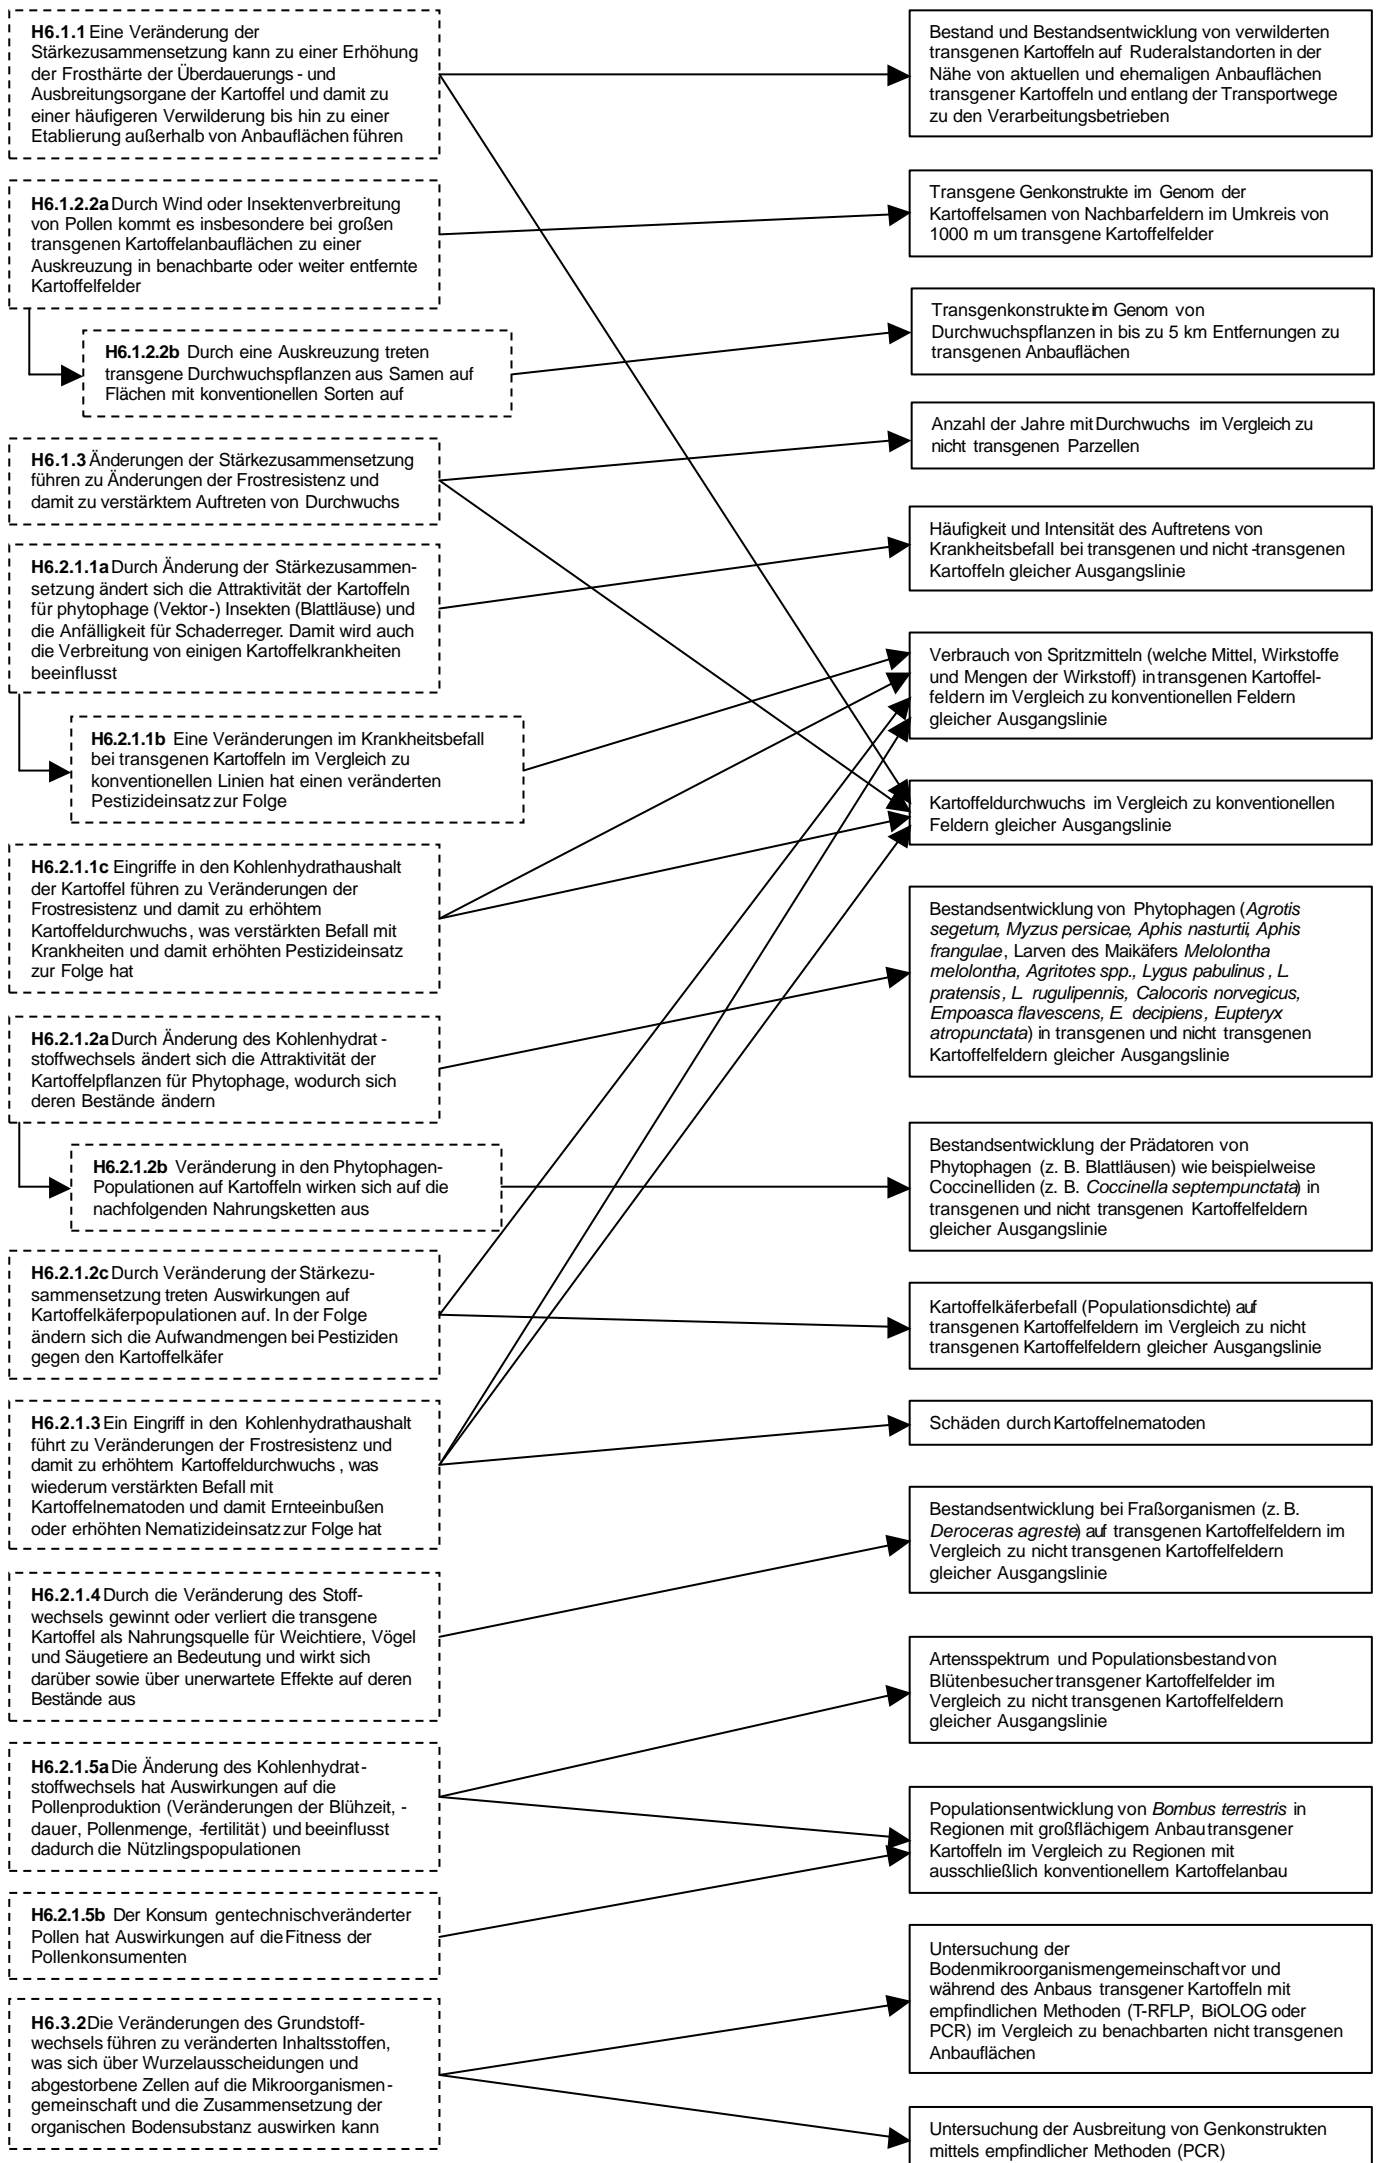 H6.1.1 Eine Veränderung der
Stärkezusammensetzung kann zu einer Erhöhung
der Frosthärte der Überdauerungs - und
Ausbreitungsorgane der Kartoffel und damit zu
einer häufigeren Verwilderung bis hin zu einer
Etablierung außerhalb von Anbauflächen führen
H6.1.2.2a Durch Wind oder Insektenverbreitung
von Pollen kommt es insbesondere bei großen
transgenen Kartoffelanbauflächen zu einer
Auskreuzung in benachbarte oder weiter entfernte
Kartoffelfelder
H6.1.2.2b Durch eine Auskreuzung treten
transgene Durchwuchspflanzen aus Samen auf
Flächen mit konventionellen Sorten auf
H6.1.3 Änderungen der Stärkezusammensetzung
führen zu Änderungen der Frostresistenz und
damit zu verstärktem Auftreten von Durchwuchs
H6.2.1.1a Durch Änderung der Stärkezusammen-
setzung ändert sich die Attraktivität der Kartoffeln
für phytophage (Vektor-) Insekten (Blattläuse) und
die Anfälligkeit für Schaderreger. Damit wird auch
die Verbreitung von einigen Kartoffelkrankheiten
beeinflusst
H6.2.1.1b Eine Veränderungen im Krankheitsbefall
bei transgenen Kartoffeln im Vergleich zu
konventionellen Linien hat einen veränderten
Pestizideinsatz zur Folge
H6.2.1.1c Eingriffe in den Kohlenhydrathaushalt
der Kartoffel führen zu Veränderungen der
Frostresistenz und damit zu erhöhtem
Kartoffeldurchwuchs, was verstärkten Befall mit
Krankheiten und damit erhöhten Pestizideinsatz
zur Folge hat
H6.2.1.2a Durch Änderung des Kohlenhydrat -
stoffwechsels ändert sich die Attraktivität der
Kartoffelpflanzen für Phytophage, wodurch sich
deren Bestände ändern
H6.2.1.2b Veränderung in den Phytophagen-
Populationen auf Kartoffeln wirken sich auf die
nachfolgenden Nahrungsketten aus
H6.2.1.2c Durch Veränderung der Stärkezu-
sammensetzung treten Auswirkungen auf
Kartoffelkäferpopulationen auf. In der Folge
ändern sich die Aufwandmengen bei Pestiziden
gegen den Kartoffelkäfer
H6.2.1.3 Ein Eingriff in den Kohlenhydrathaushalt
führt zu Veränderungen der Frostresistenz und
damit zu erhöhtem Kartoffeldurchwuchs , was
wiederum verstärkten Befall mit
Kartoffelnematoden und damit Ernteeinbußen
oder erhöhten Nematizideinsatz zur Folge hat
H6.2.1.4 Durch die Veränderung des Stoff-
wechsels gewinnt oder verliert die transgene
Kartoffel als Nahrungsquelle für Weichtiere, Vögel
und Säugetiere an Bedeutung und wirkt sich
darüber sowie über unerwartete Effekte auf deren
Bestände aus
H6.2.1.5a Die Änderung des Kohlenhydrat-
stoffwechsels hat Auswirkungen auf die
Pollenproduktion (Veränderungen der Blühzeit, -
dauer, Pollenmenge, -fertilität) und beeinflusst
dadurch die Nützlingspopulationen
H6.2.1.5b Der Konsum gentechnisch veränderter
Pollen hat Auswirkungen auf die Fitness der
Pollenkonsumenten
H6.3.2 Die Veränderungen des Grundstoff-
wechsels führen zu veränderten Inhaltsstoffen,
was sich über Wurzelausscheidungen und
abgestorbene Zellen auf die Mikroorganismen-
gemeinschaft und die Zusammensetzung der
organischen Bodensubstanz auswirken kann
Bestand und Bestandsentwicklung von verwilderten
transgenen Kartoffeln auf Ruderalstandorten in der
Nähe von aktuellen und ehemaligen Anbauflächen
transgener Kartoffeln und entlang der Transportwege
zu den Verarbeitungsbetrieben
Transgene Genkonstrukte im Genom der
Kartoffelsamen von Nachbarfeldern im Umkreis von
1000 m um transgene Kartoffelfelder
Transgenkonstrukte im Genom von
Durchwuchspflanzen in bis zu 5 km Entfernungen zu
transgenen Anbauflächen
Anzahl der Jahre mit Durchwuchs im Vergleich zu
nicht transgenen Parzellen
Häufigkeit und Intensität des Auftretens von
Krankheitsbefall bei transgenen und nicht-transgenen
Kartoffeln gleicher Ausgangslinie
Verbrauch von Spritzmitteln (welche Mittel, Wirkstoffe
und Mengen der Wirkstoff) in transgenen Kartoffel-
feldern im Vergleich zu konventionellen Feldern
gleicher Ausgangslinie
Kartoffeldurchwuchs im Vergleich zu konventionellen
Feldern gleicher Ausgangslinie
Bestandsentwicklung von Phytophagen (Agrotis
segetum, Myzus persicae, Aphis nasturtii, Aphis
frangulae, Larven des Maikäfers Melolontha
melolontha, Agritotes spp., Lygus pabulinus , L.
pratensis, L. rugulipennis, Calocoris norvegicus,
Empoasca flavescens, E. decipiens, Eupteryx
atropunctata) in transgenen und nicht transgenen
Kartoffelfeldern gleicher Ausgangslinie
Bestandsentwicklung der Prädatoren von
Phytophagen (z. B. Blattläusen) wie beispielweise
Coccinelliden (z. B. Coccinella septempunctata) in
transgenen und nicht transgenen Kartoffelfeldern
gleicher Ausgangslinie
Kartoffelkäferbefall (Populationsdichte) auf
transgenen Kartoffelfeldern im Vergleich zu nicht
transgenen Kartoffelfeldern gleicher Ausgangslinie
Schäden durch Kartoffelnematoden
Bestandsentwicklung bei Fraßorganismen (z. B.
Deroceras agreste) auf transgenen Kartoffelfeldern im
Vergleich zu nicht transgenen Kartoffelfeldern
gleicher Ausgangslinie
Artensspektrum und Populationsbestand von
Blütenbesucher transgener Kartoffelfelder im
Vergleich zu nicht transgenen Kartoffelfeldern
gleicher Ausgangslinie
Populationsentwicklung von Bombus terrestris in
Regionen mit großflächigem Anbau transgener
Kartoffeln im Vergleich zu Regionen mit
ausschließlich konventionellem Kartoffelanbau
Untersuchung der
Bodenmikroorganismengemeinschaft vor und
während des Anbaus transgener Kartoffeln mit
empfindlichen Methoden (T-RFLP, BiOLOG oder
PCR) im Vergleich zu benachbarten nicht transgenen
Anbauflächen
Untersuchung der Ausbreitung von Genkonstrukten
mittels empfindlicher Methoden (PCR)